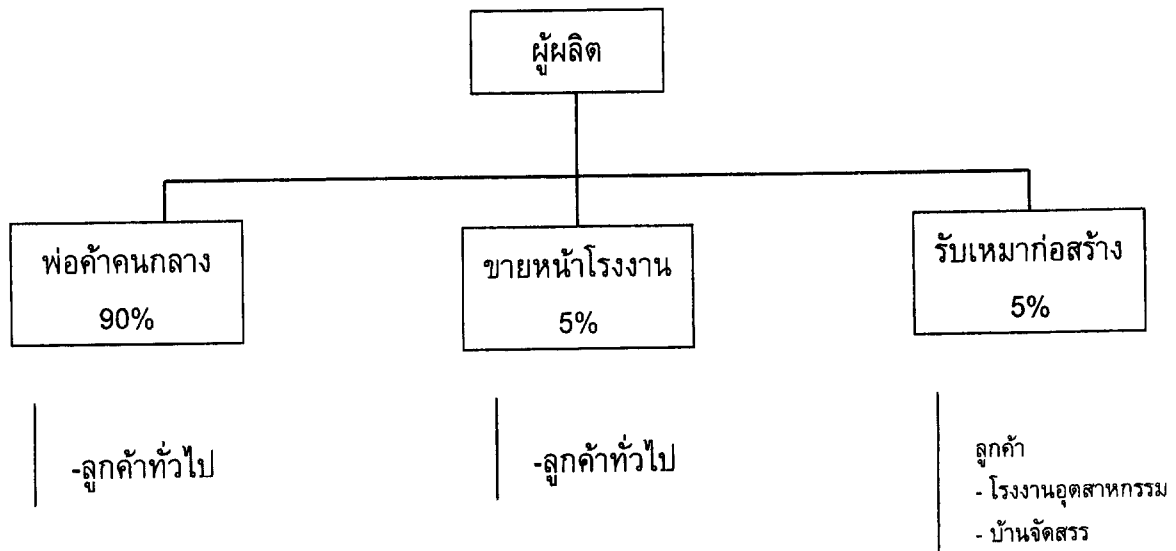 ผู้ผลิต
พ่อค้าคนกลาง
90%
ขายหน้าโรงงาน
5%
รับเหมาก่อสร้าง
5%
-ลูกค้าทั่วไป
-ลูกค้าทั่วไป
ลูกค้า
- โรงงานอุตสาหกรรม
- บ้านจัดสรร